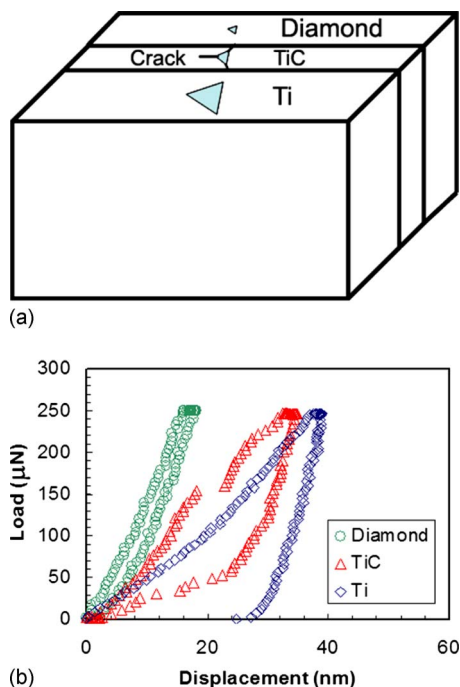 Diamond
Crack
TiC
Ti
(a)
300
250
200
150
100
50
0
Load (μN)
Diamond
TiC
Ti
0
20
40
60
(b)
Displacement (nm)